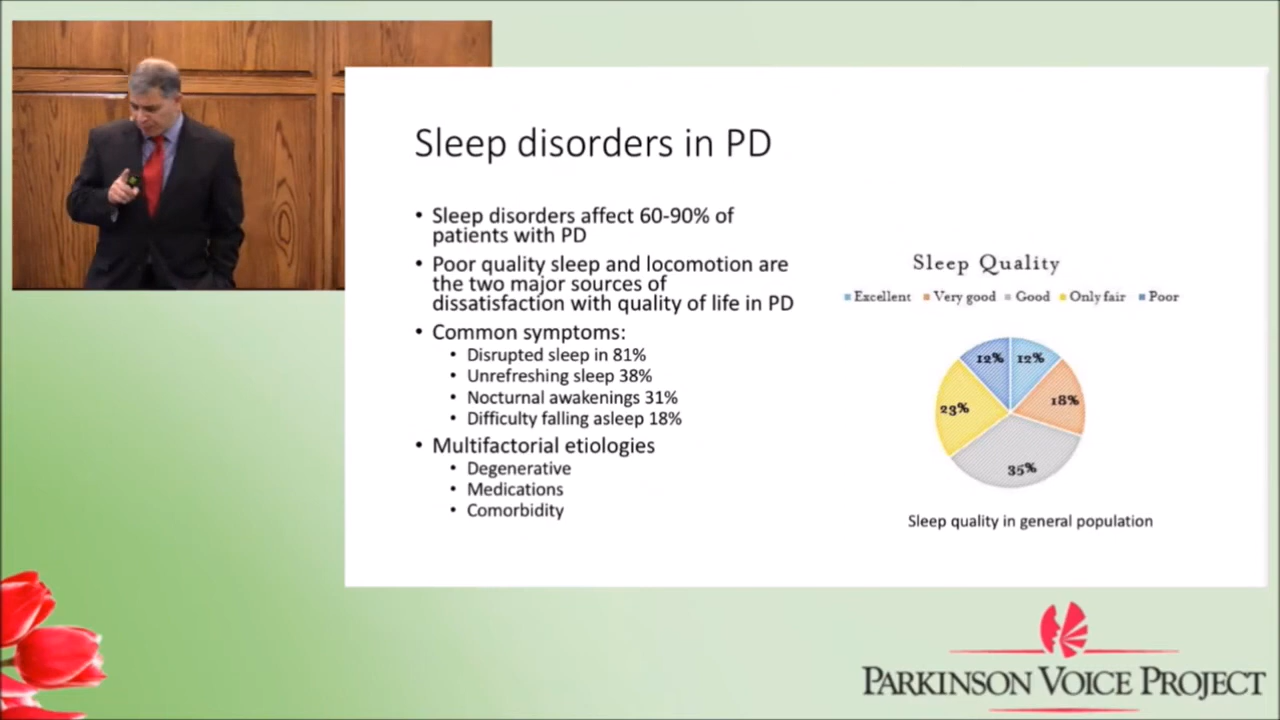 Sleep disorders in PD
• Sleep disorders affect 60-90% of
patients with PD
• Poor quality sleep and locomotion are
the two major sources of
dissatisfaction with quality of life in PD
• Common symptoms:
• Disrupted sleep in 81%
• Unrefreshing sleep 38%
• Nocturnal awakenings 31%
• Difficulty falling asleep 18%
• Multifactorial etiologies
• Degenerative
• Medications
• Comorbidity
Sleep Quality
Excellent Very good Good Only fair Poor
12% 12%
23% 18%
35%
Sleep quality in general population
PARKINSON VOICE PROJECT